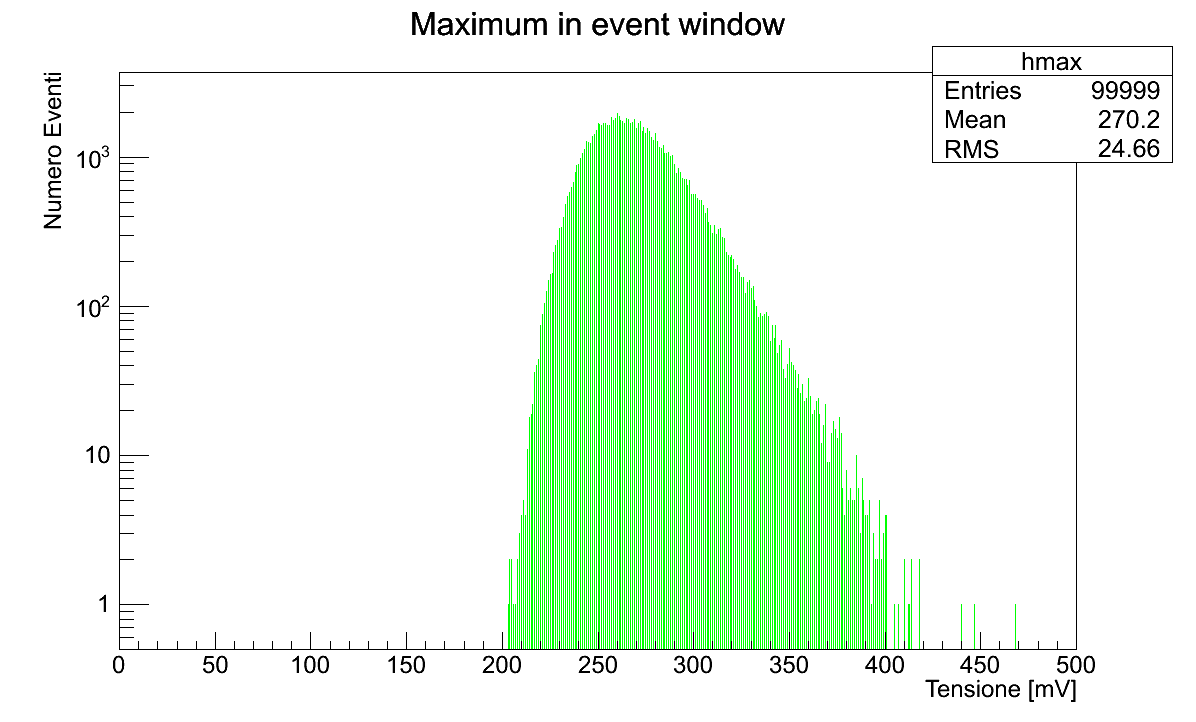 Maximum in event window
hmax
Entries 99999
Mean 270.2
RMS 24.66
Numero Eventi
10³
10²
10
1
0 50 100 150 200 250 300 350 400 450 500
Tensione [mV]